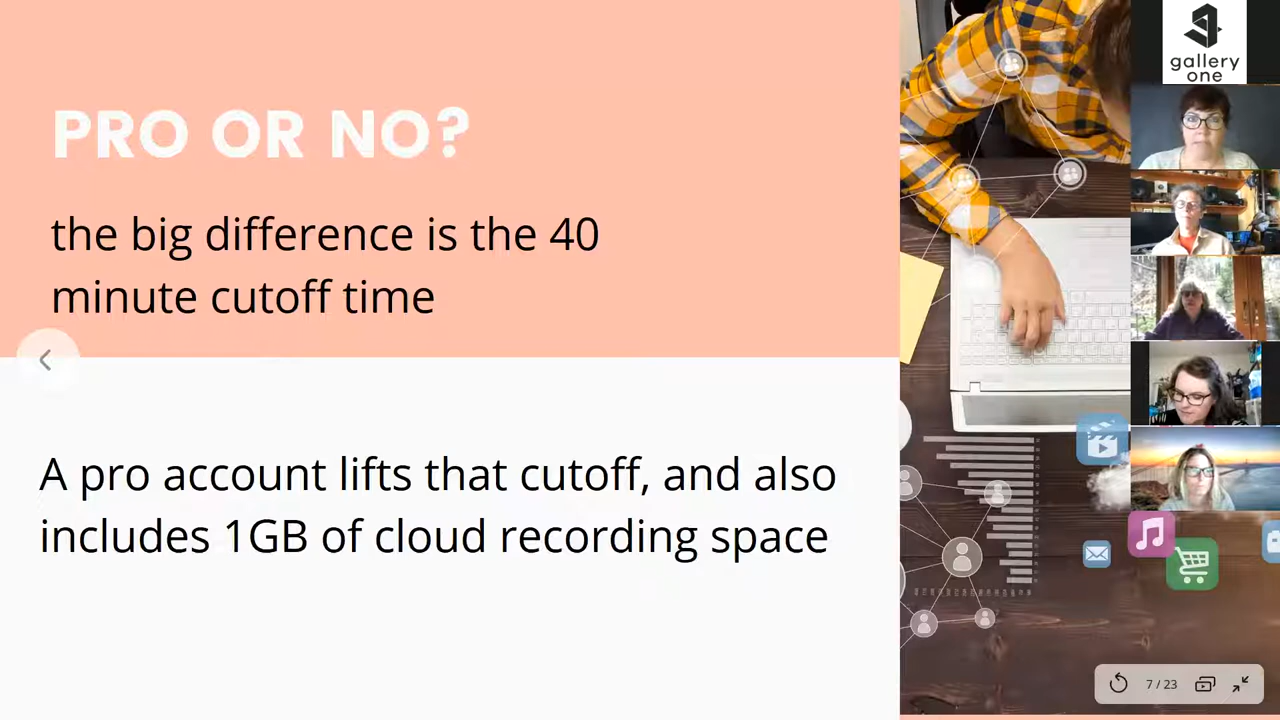 PRO OR NO?
the big difference is the 40
minute cutoff time
A pro account lifts that cutoff, and also
includes 1GB of cloud recording space
gallery
one
7 / 23